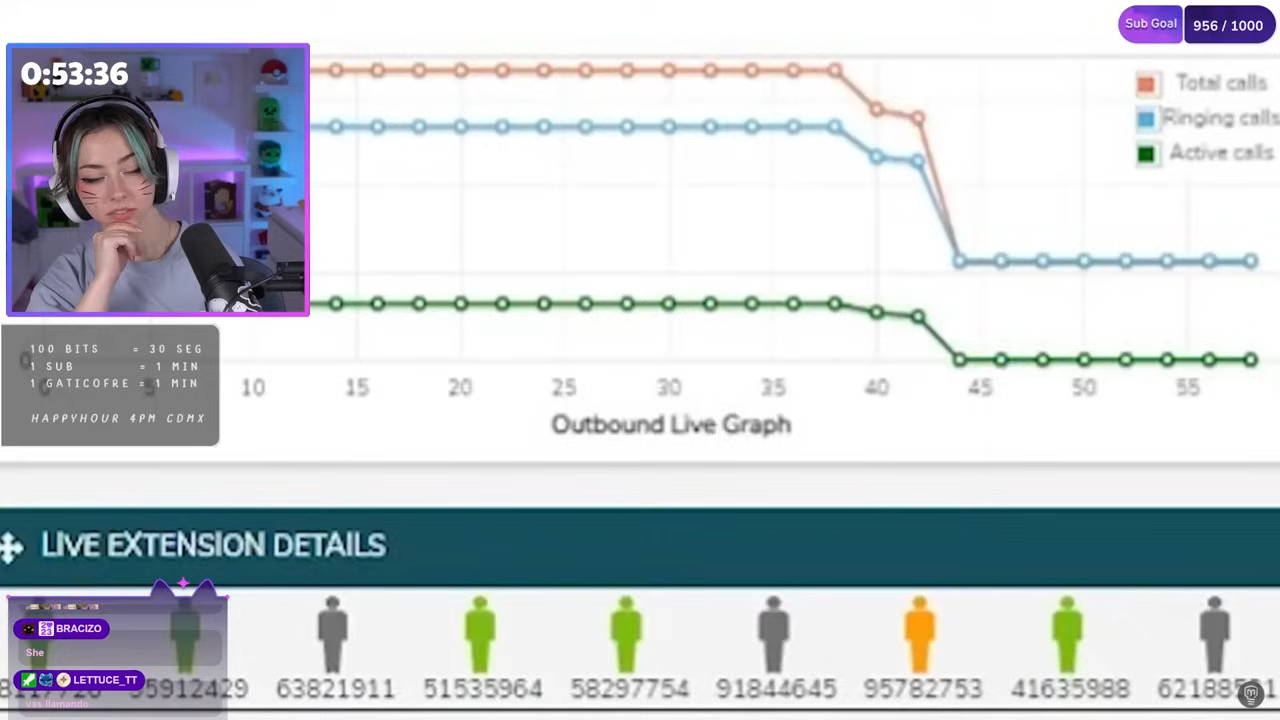 Sub Goal
956 / 1000
0:53:36
Total calls
Ringing calls
Active calls
100 BITS = 30 SEG
1 SUB = 1 MIN
1 GATICOFRE = 1 MIN
HAPPYHOUR 4PM CDMX
10 15 20 25 30 35 40 45 50 55
Outbound Live Graph
LIVE EXTENSION DETAILS
BRACIZO
She
LETTUCE_TT
vas llamando
63821911 51535964 58297754 91844645 95782753 41635988